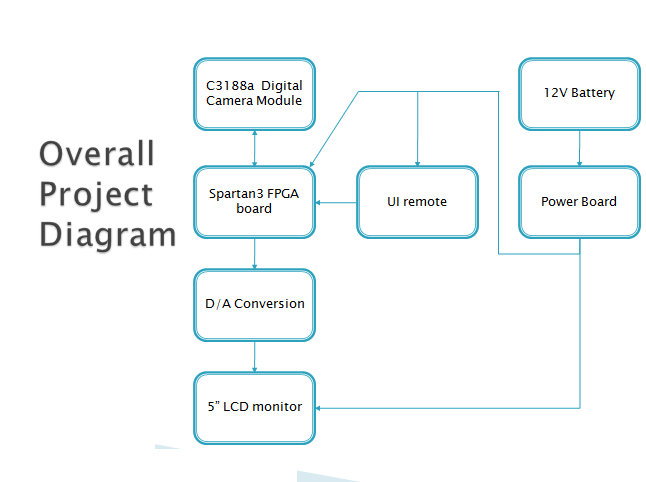 Overall
Project
Diagram
C3188a  Digital
Camera Module
12V Battery
Spartan3 FPGA
board
UI remote
Power Board
D/A Conversion
5” LCD monitor